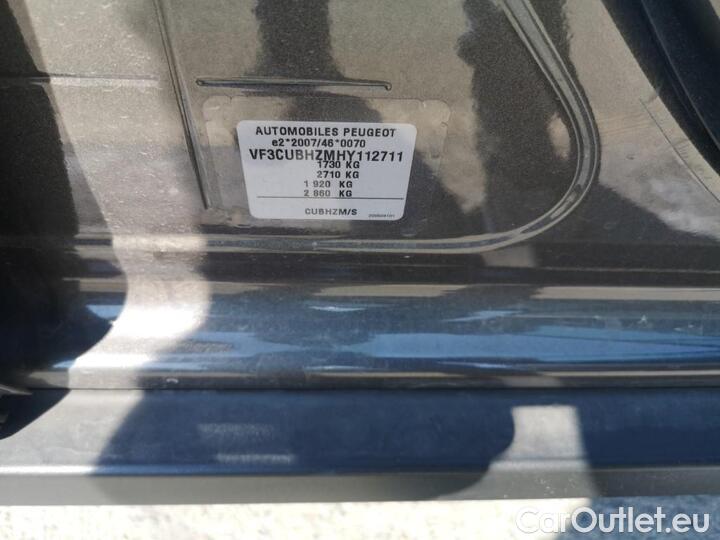 AUTOMOBILES PEUGEOT
e2*2007/46*0070
VF3CUBHZMHY112711
1730 KG
2710 KG
1 920 KG
2 860 KG
CUBHZM/S
CarOutlet.eu